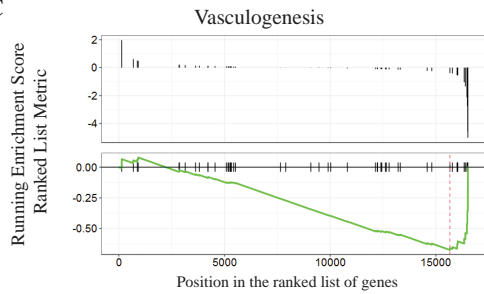 C
Vasculogenesis
Running Enrichment Score
Ranked List Metric
2
0
-2
-4
0.00
-0.25
-0.50
0
5000
10000
15000
Position in the ranked list of genes